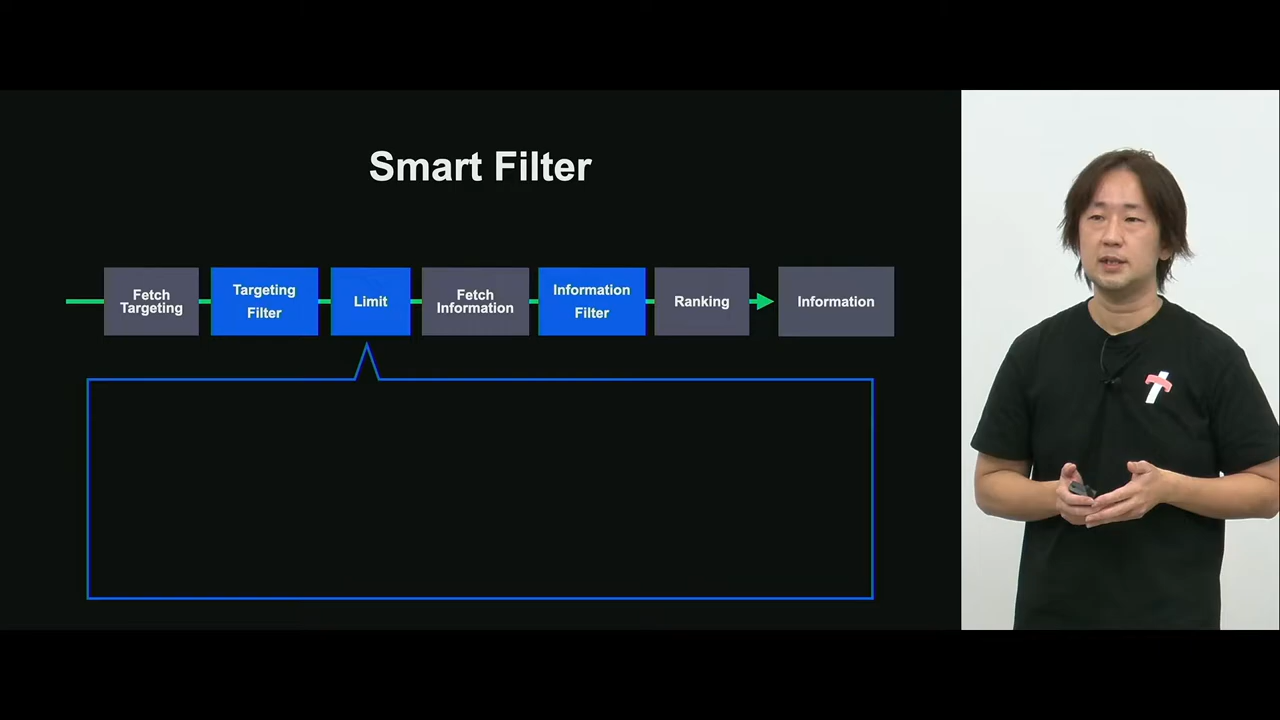 Smart Filter
Fetch
Targeting
Targeting
Filter
Limit
Fetch
Information
Information
Filter
Ranking
Information